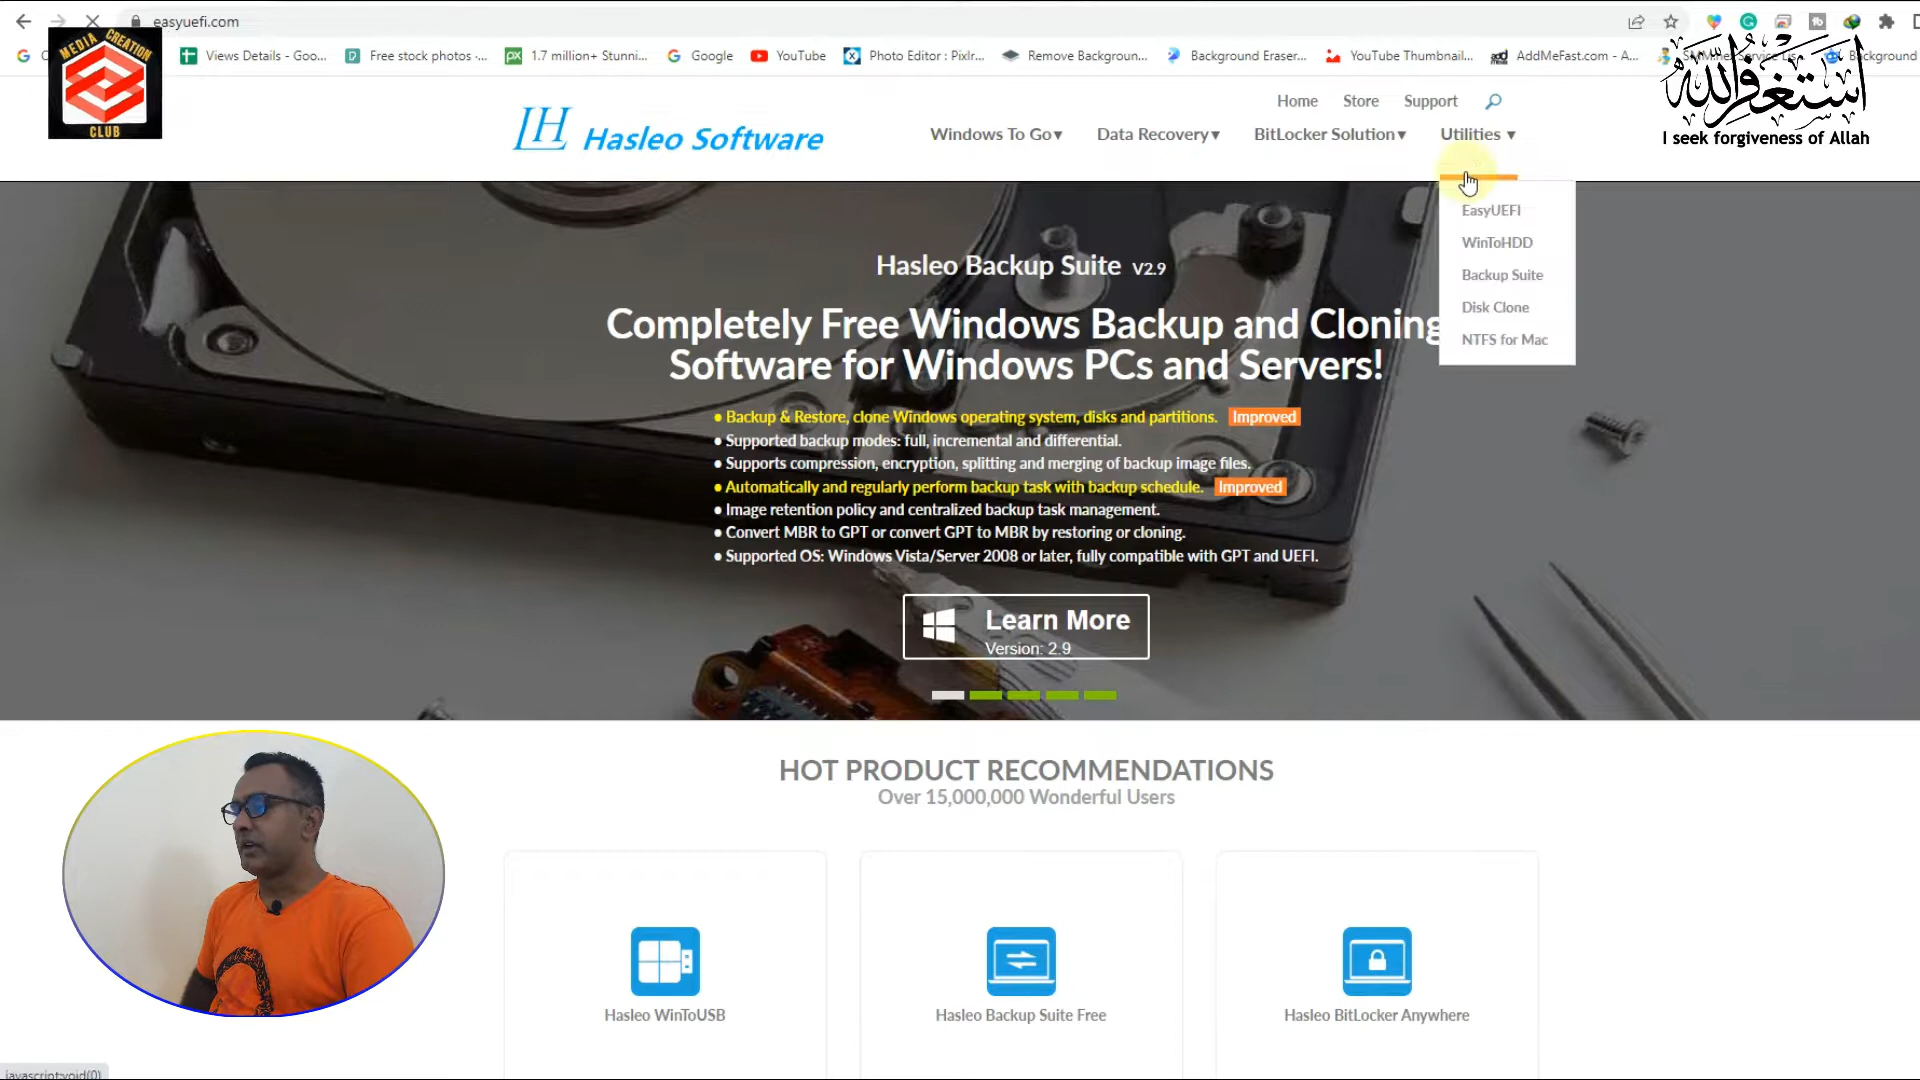 easyuefi.com
MEDIA CREATION
CLUB
Views Details - Goo...
Free stock photos -...
1.7 million+ Stunni...
Google
YouTube
Photo Editor : Pixlr...
Remove Backgroun...
Background Eraser...
YouTube Thumbnail...
AddMeFast.com - A...
Background
أستغفر الله
I seek forgiveness of Allah
Home
Store
Support
Hasleo Software
Windows To Go▾
Data Recovery▾
BitLocker Solution▾
Utilities ▾
EasyUEFI
WinToHDD
Backup Suite
Disk Clone
NTFS for Mac
Hasleo Backup Suite V2.9
Completely Free Windows Backup and Cloning
Software for Windows PCs and Servers!
• Backup & Restore, clone Windows operating system, disks and partitions. Improved
• Supported backup modes: full, incremental and differential.
• Supports compression, encryption, splitting and merging of backup image files.
• Automatically and regularly perform backup task with backup schedule. Improved
• Image retention policy and centralized backup task management.
• Convert MBR to GPT or convert GPT to MBR by restoring or cloning.
• Supported OS: Windows Vista/Server 2008 or later, fully compatible with GPT and UEFI.
Learn More
Version: 2.9
HOT PRODUCT RECOMMENDATIONS
Over 15,000,000 Wonderful Users
Hasleo WinToUSB
Hasleo Backup Suite Free
Hasleo BitLocker Anywhere
javascript:void(0)